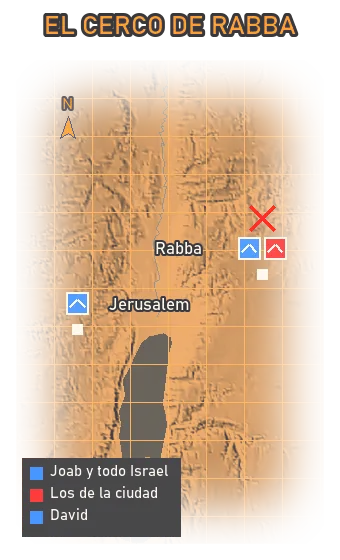 EL CERCO DE RABBA
N
Rabba
Jerusalem
Joab y todo Israel
Los de la ciudad
David